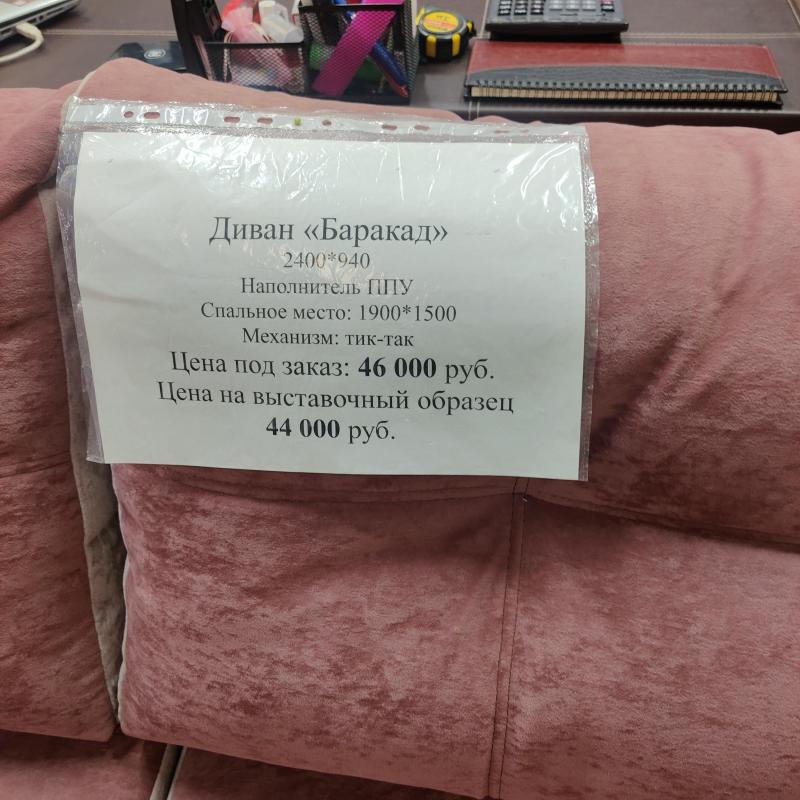 Диван «Баракад»
2400*940
Наполнитель ППУ
Спальное место: 1900*1500
Механизм: тик-так
Цена под заказ: 46 000 руб.
Цена на выставочный образец
44 000 руб.